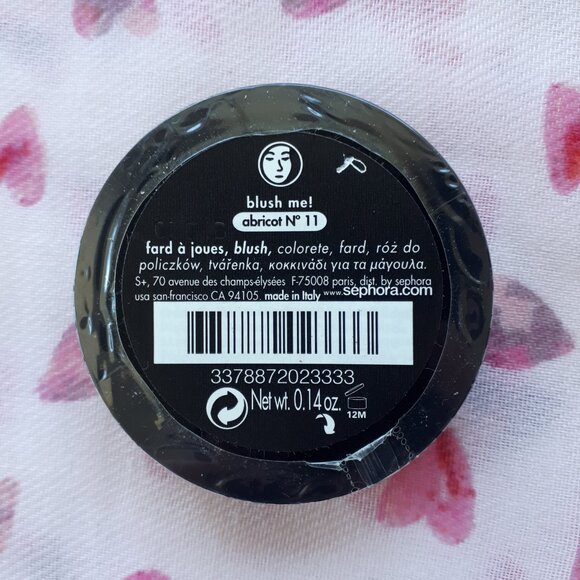 blush me!
abricot N° 11
fard à joues, blush, colorete, fard, róż do
policzków, tvářenka, κοκκινάδι για τα μάγουλα.
S+, 70 avenue des champs-élysées F-75008 paris, dist. by sephora
usa san-francisco CA 94105. made in Italy www.sephora.com
3378872023333
Net wt. 0.14 oz.
12M